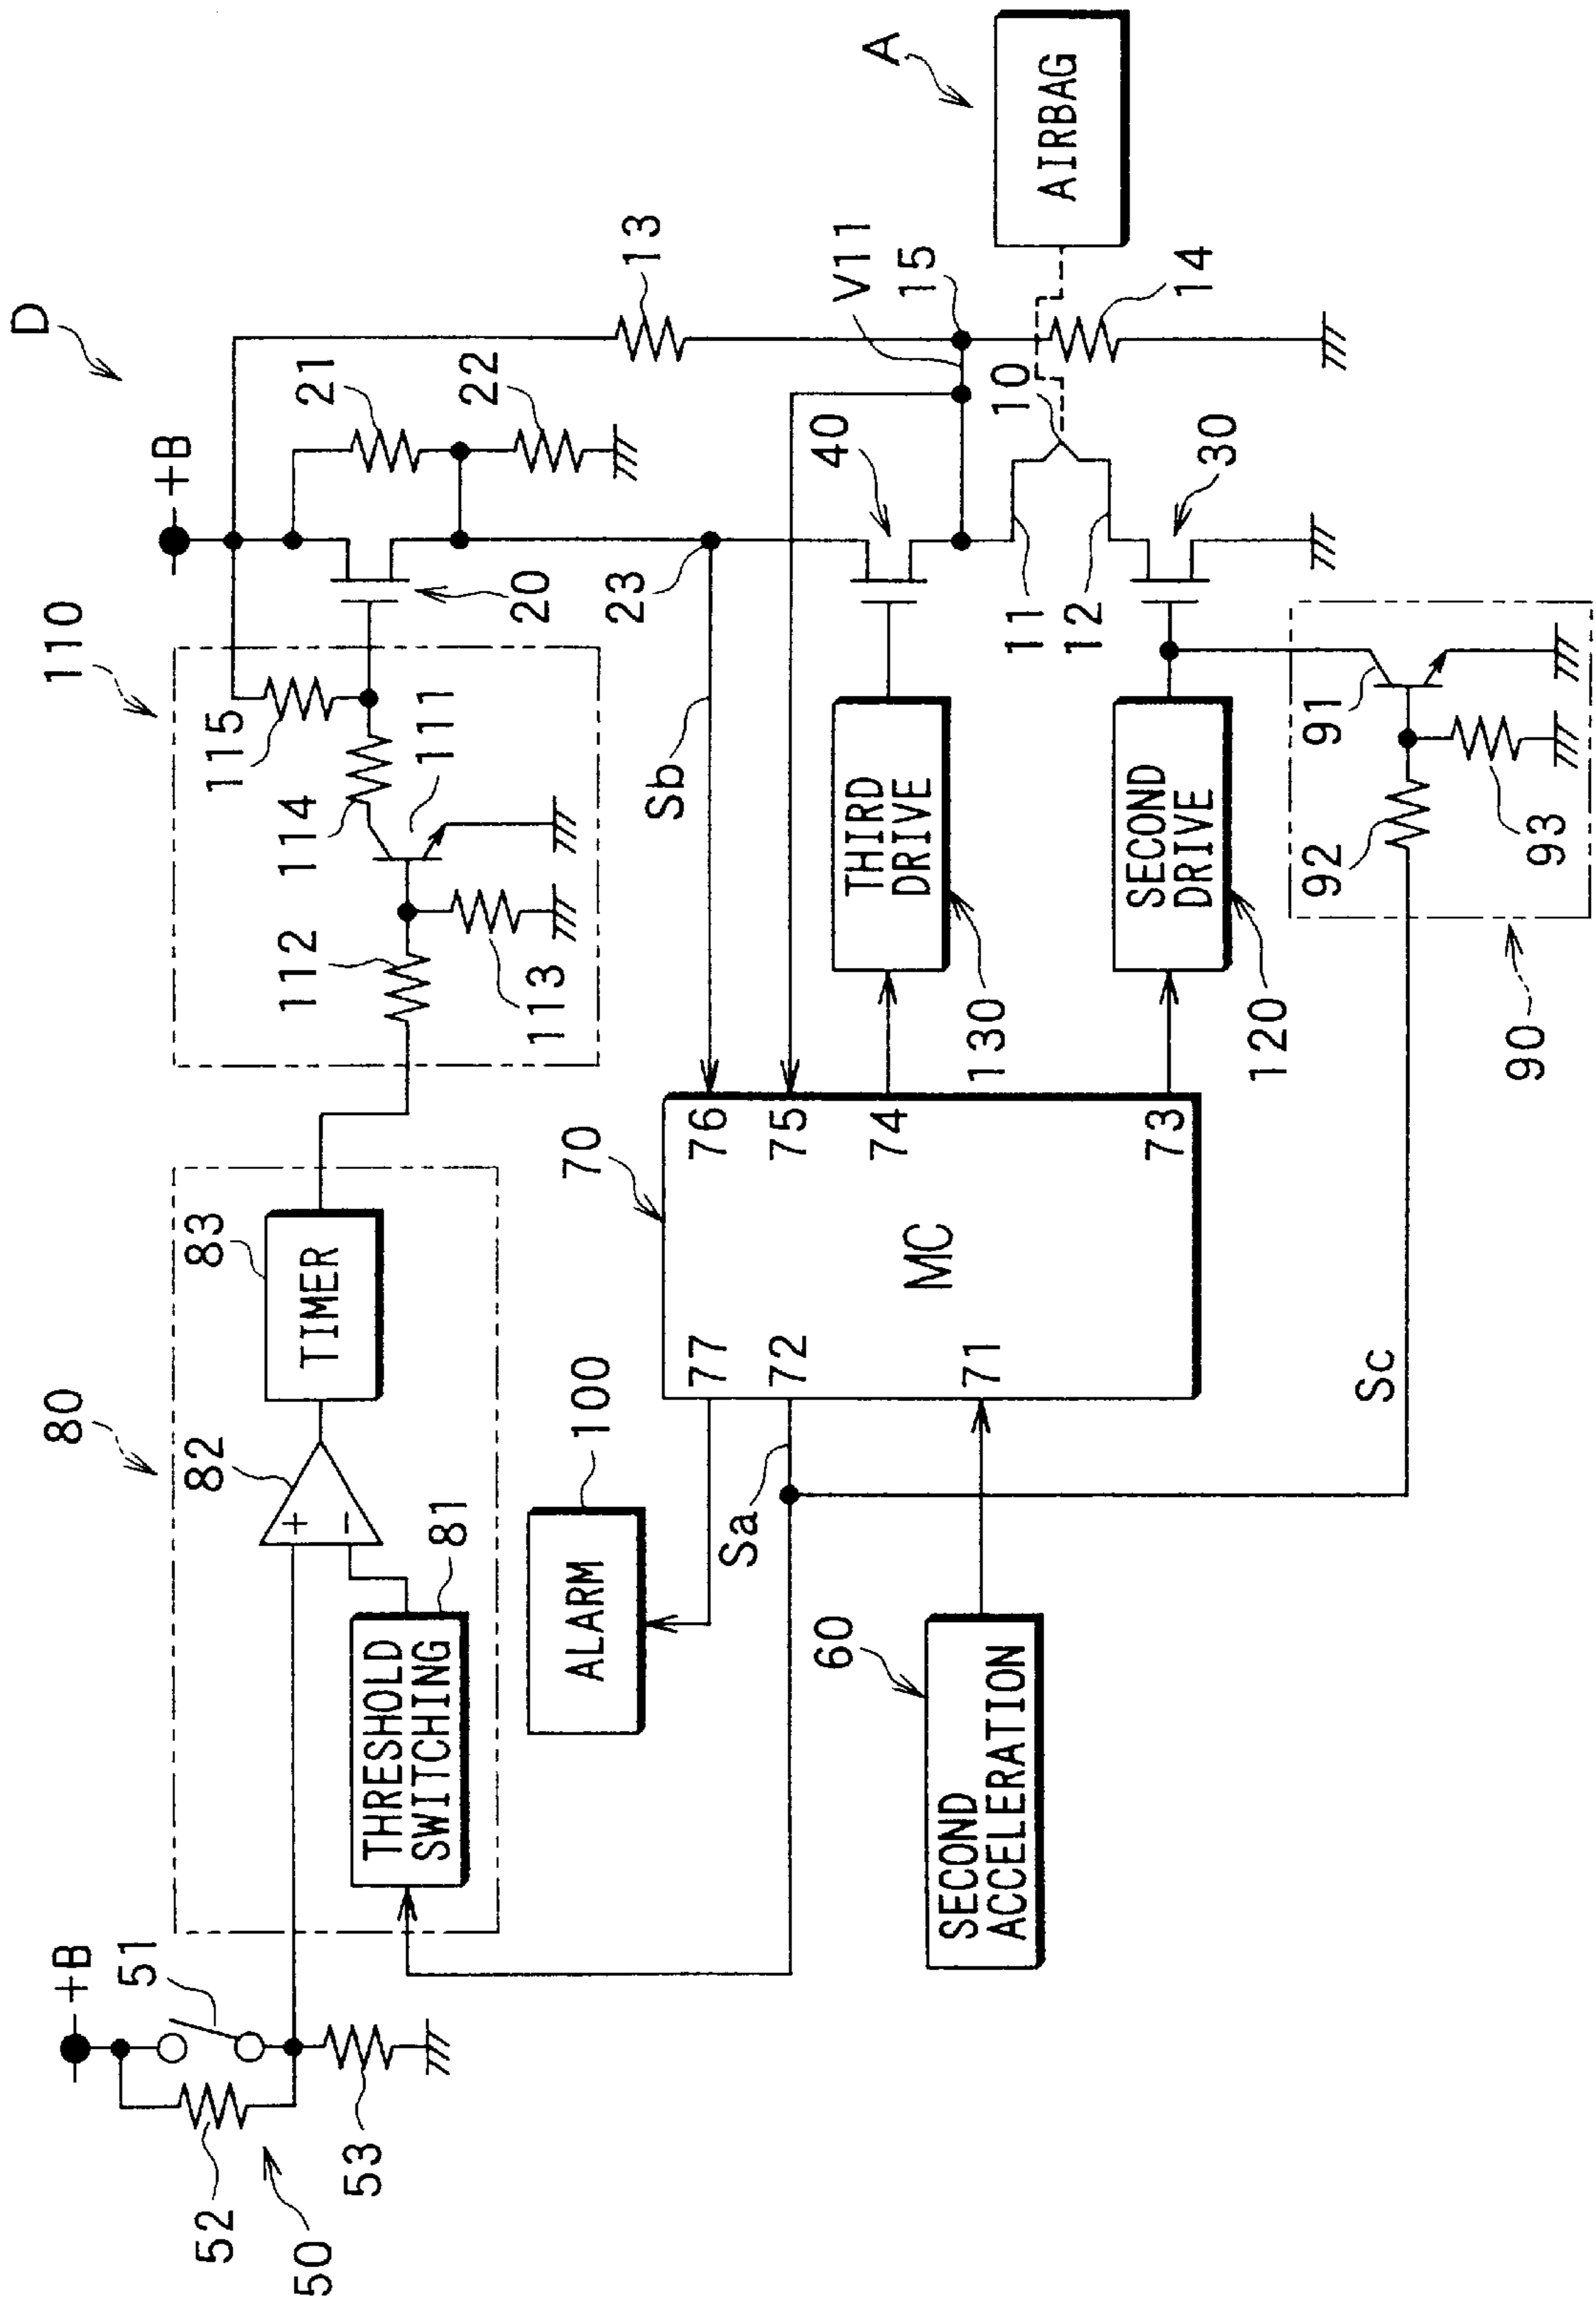 D
+B
110
115
114
111
112
113
21
22
20
23
13
V11
15
A
AIRBAG
14
10
40
30
11
12
Sb
THIRD
DRIVE
130
SECOND
DRIVE
120
91
92
93
90
80
83
TIMER
82
+
−
81
THRESHOLD
SWITCHING
100
ALARM
70
76
75
74
73
MC
77
72
71
Sa
Sc
60
SECOND
ACCELERATION
+B
51
52
53
50